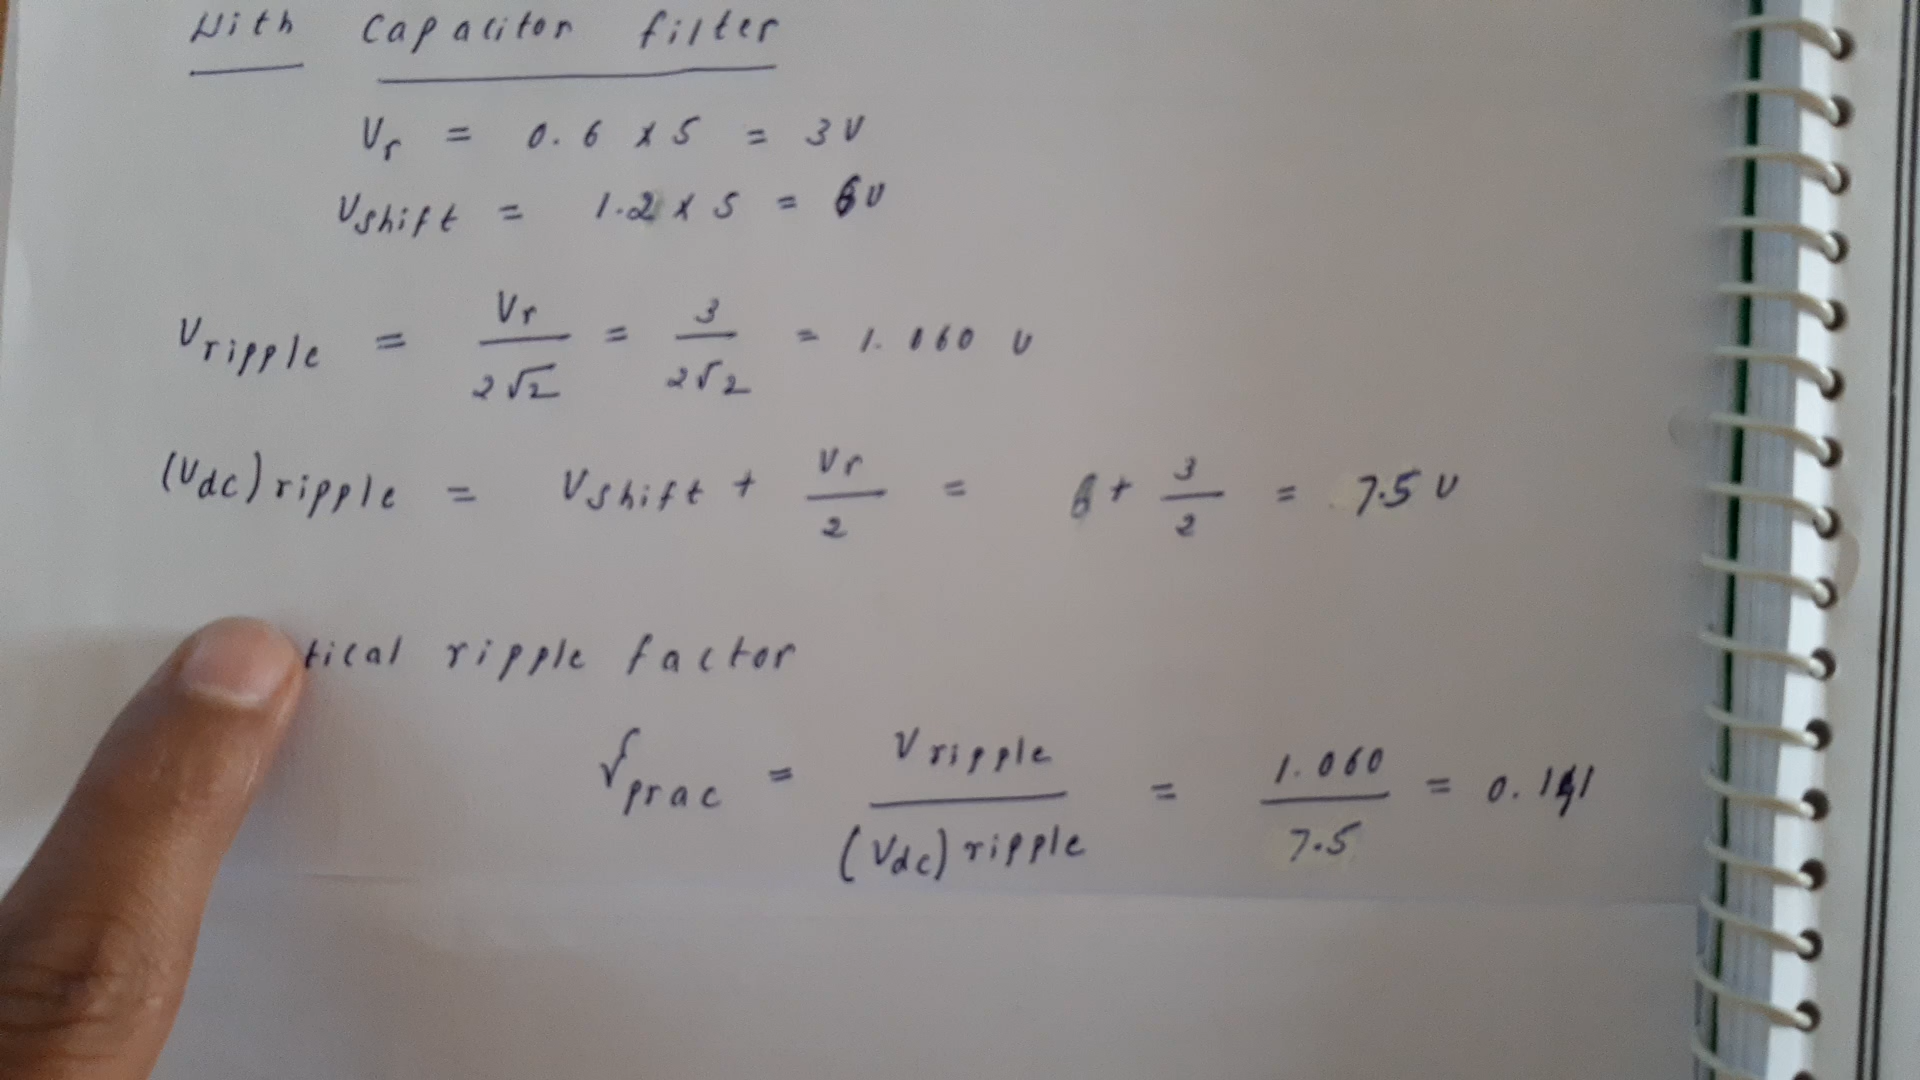 With Capacitor filter
Vr = 0.6 x 5 = 3V
Vshift = 1.2 x 5 = 6V
Vripple = Vr / 2√2 = 3 / 2√2 = 1.060 V
(Vdc) ripple = Vshift + Vr / 2 = 6 + 3 / 2 = 7.5 V
tical ripple factor
γprac = Vripple / (Vdc) ripple = 1.060 / 7.5 = 0.141